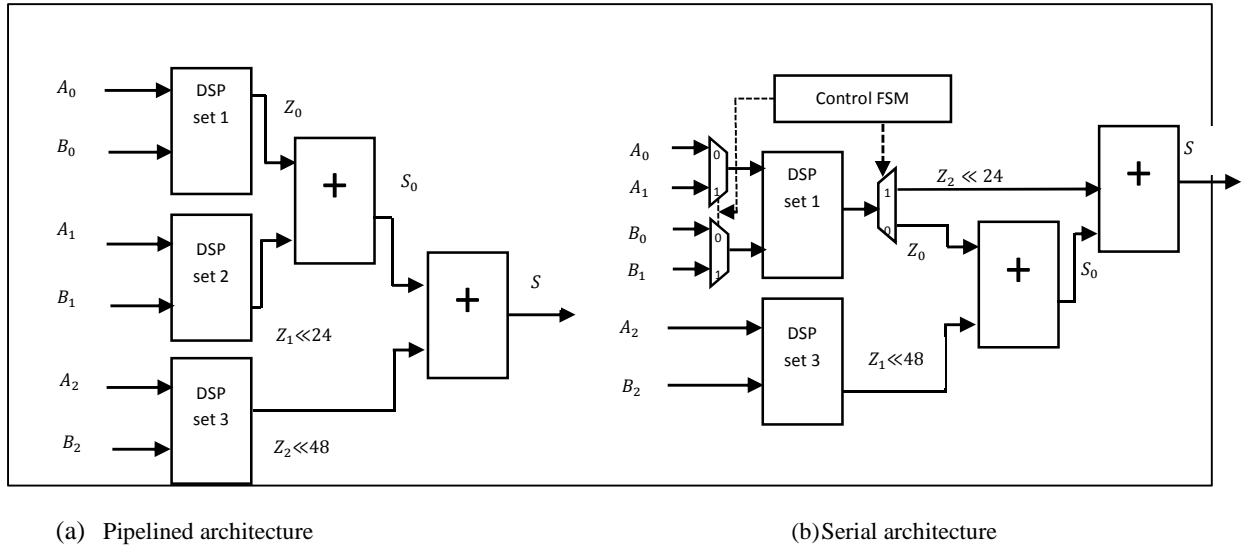 A₀
B₀
DSP
set 1
Z₀
A₁
B₁
DSP
set 2
Z₁≪24
A₂
B₂
DSP
set 3
Z₂≪48
+
S₀
+
S
Control FSM
A₀
A₁
0
1
B₀
B₁
0
1
DSP
set 1
1
0
Z₂ ≪ 24
Z₀
A₂
B₂
DSP
set 3
Z₁≪48
+
S₀
+
S
(a) Pipelined architecture
(b)Serial architecture